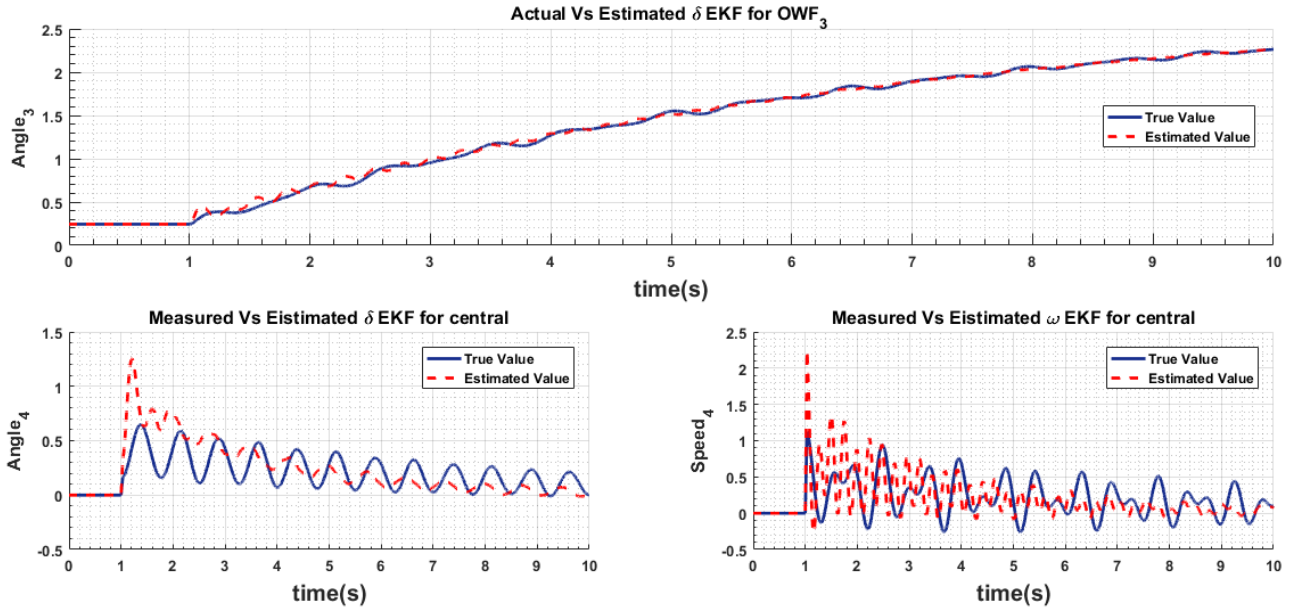 Actual Vs Estimated δ EKF for OWF3
2.5
2
1.5
1
0.5
0
Angle3
True Value
Estimated Value
0 1 2 3 4 5 6 7 8 9 10
time(s)
Measured Vs Eistimated δ EKF for central
1.5
1
0.5
0
-0.5
Angle4
True Value
Estimated Value
0 1 2 3 4 5 6 7 8 9 10
time(s)
Measured Vs Eistimated ω EKF for central
2.5
2
1.5
1
0.5
0
-0.5
Speed4
True Value
Estimated Value
0 1 2 3 4 5 6 7 8 9 10
time(s)